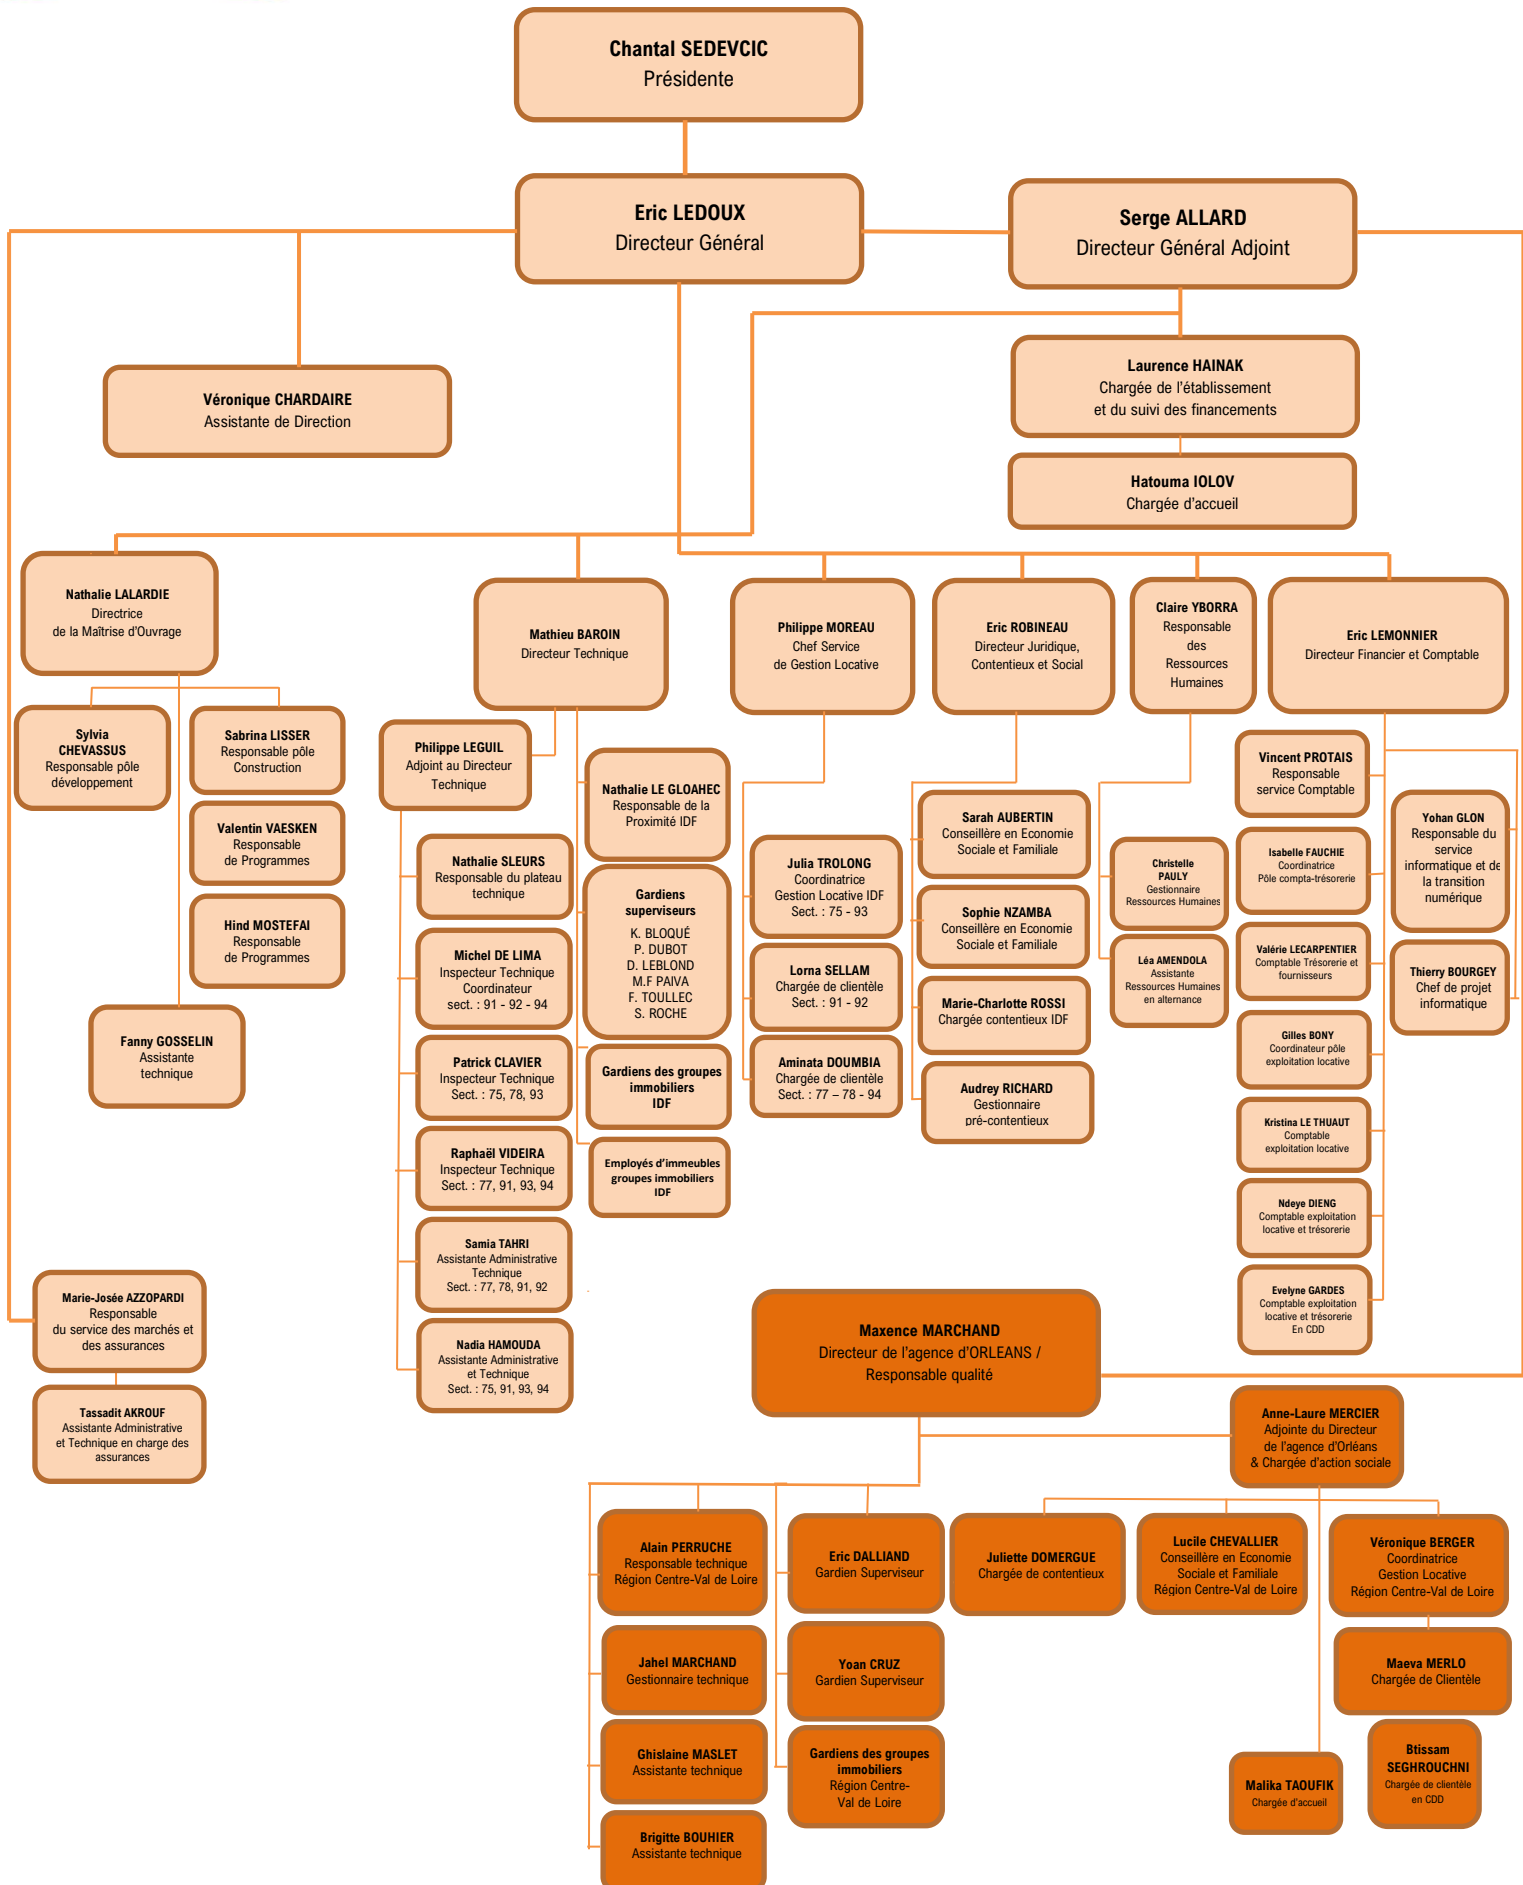 Chantal SEDEVCIC
Présidente
Eric LEDOUX
Directeur Général
Serge ALLARD
Directeur Général Adjoint
Véronique CHARDAIRE
Assistante de Direction
Laurence HAINAK
Chargée de l'établissement
et du suivi des financements
Hatouma IOLOV
Chargée d'accueil
Nathalie LALARDIE
Directrice
de la Maîtrise d'Ouvrage
Mathieu BAROIN
Directeur Technique
Philippe MOREAU
Chef Service
de Gestion Locative
Eric ROBINEAU
Directeur Juridique,
Contentieux et Social
Claire YBORRA
Responsable
des
Ressources
Humaines
Eric LEMONNIER
Directeur Financier et Comptable
Sylvia
CHEVASSUS
Responsable pôle
développement
Sabrina LISSER
Responsable pôle
Construction
Valentin VAESKEN
Responsable
de Programmes
Hind MOSTEFAI
Responsable
de Programmes
Fanny GOSSELIN
Assistante
technique
Philippe LEGUIL
Adjoint au Directeur
Technique
Nathalie SLEURS
Responsable du plateau
technique
Michel DE LIMA
Inspecteur Technique
Coordinateur
sect. : 91 - 92 - 94
Patrick CLAVIER
Inspecteur Technique
Sect. : 75, 78, 93
Raphaël VIDEIRA
Inspecteur Technique
Sect. : 77, 91, 93, 94
Samia TAHRI
Assistante Administrative
Technique
Sect. : 77, 78, 91, 92
Nadia HAMOUDA
Assistante Administrative
et Technique
Sect. : 75, 91, 93, 94
Nathalie LE GLOAHEC
Responsable de la
Proximité IDF
Gardiens
superviseurs
K. BLOQUÉ
P. DUBOT
D. LEBLOND
M.F PAIVA
F. TOULLEC
S. ROCHE
Gardiens des groupes
immobiliers
IDF
Employés d'immeubles
groupes immobiliers
IDF
Julia TROLONG
Coordinatrice
Gestion Locative IDF
Sect. : 75 - 93
Lorna SELLAM
Chargée de clientèle
Sect. : 91 - 92
Aminata DOUMBIA
Chargée de clientèle
Sect. : 77 – 78 - 94
Sarah AUBERTIN
Conseillère en Economie
Sociale et Familiale
Sophie NZAMBA
Conseillère en Economie
Sociale et Familiale
Marie-Charlotte ROSSI
Chargée contentieux IDF
Audrey RICHARD
Gestionnaire
pré-contentieux
Christelle
PAULY
Gestionnaire
Ressources Humaines
Léa AMENDOLA
Assistante
Ressources Humaines
en alternance
Vincent PROTAIS
Responsable
service Comptable
Isabelle FAUCHIE
Coordinatrice
Pôle compta-trésorerie
Valérie LECARPENTIER
Comptable Trésorerie et
fournisseurs
Gilles BONY
Coordinateur pôle
exploitation locative
Kristina LE THUAUT
Comptable
exploitation locative
Ndeye DIENG
Comptable exploitation
locative et trésorerie
Evelyne GARDES
Comptable exploitation
locative et trésorerie
En CDD
Yohan GLON
Responsable du
service
informatique et de
la transition
numérique
Thierry BOURGEY
Chef de projet
informatique
Marie-Josée AZZOPARDI
Responsable
du service des marchés et
des assurances
Tassadit AKROUF
Assistante Administrative
et Technique en charge des
assurances
Maxence MARCHAND
Directeur de l'agence d'ORLEANS /
Responsable qualité
Anne-Laure MERCIER
Adjointe du Directeur
de l'agence d'Orléans
& Chargée d'action sociale
Alain PERRUCHE
Responsable technique
Région Centre-Val de Loire
Jahel MARCHAND
Gestionnaire technique
Ghislaine MASLET
Assistante technique
Brigitte BOUHIER
Assistante technique
Eric DALLIAND
Gardien Superviseur
Yoan CRUZ
Gardien Superviseur
Gardiens des groupes
immobiliers
Région Centre-
Val de Loire
Juliette DOMERGUE
Chargée de contentieux
Lucile CHEVALLIER
Conseillère en Economie
Sociale et Familiale
Région Centre-Val de Loire
Véronique BERGER
Coordinatrice
Gestion Locative
Région Centre-Val de Loire
Maeva MERLO
Chargée de Clientèle
Btissam
SEGHROUCHNI
Chargée de clientèle
en CDD
Malika TAOUFIK
Chargée d'accueil